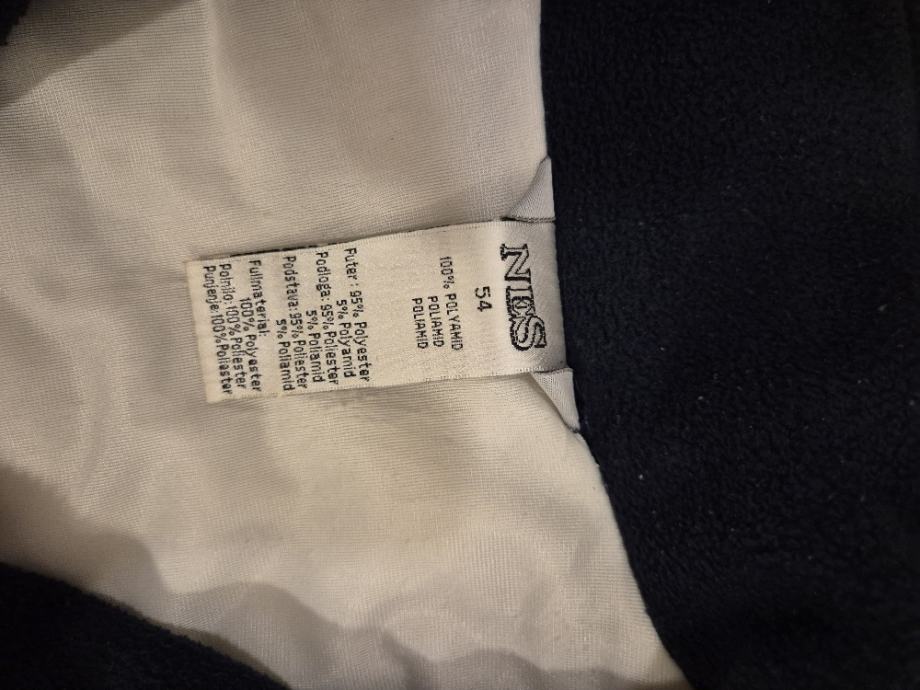 NIES
54
100% POLYAMID
POLIAMID
POLIAMID
Futer: 95% Polyester
5% Polyamid
Podloga: 95% Poliester
5% Poliamid
Podstava: 95% Poliester
5% Poliamid
Fullmaterial:
100% Polyester
Polnilo: 100% Poliester
Punjenje: 100% Poliester